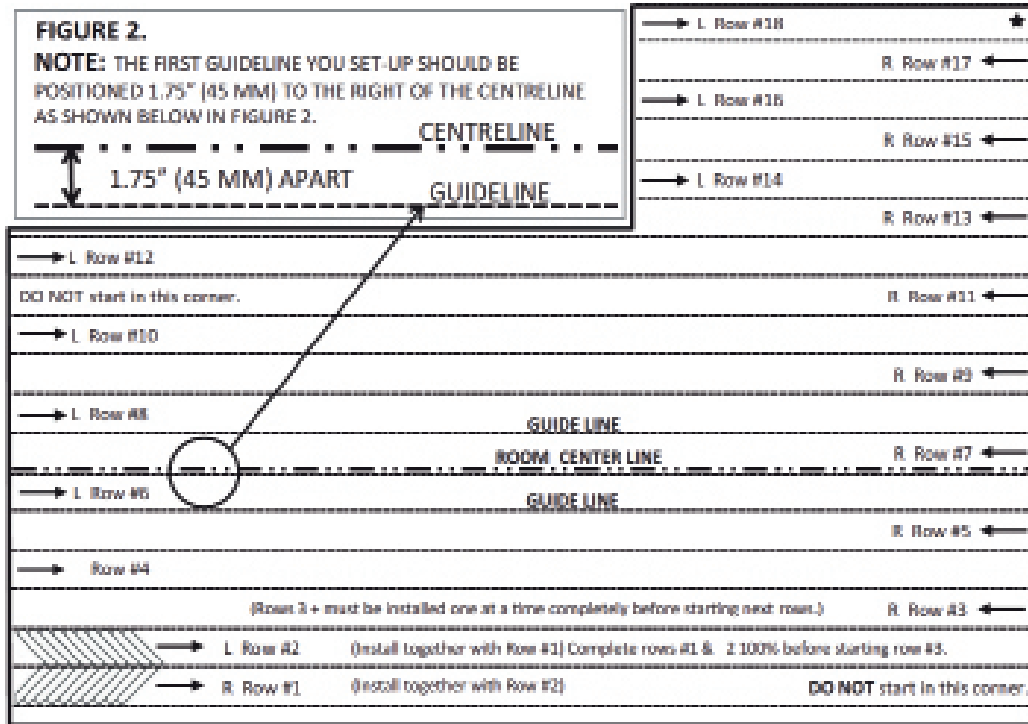 FIGURE 2.
NOTE: THE FIRST GUIDELINE YOU SET-UP SHOULD BE
POSITIONED 1.75" (45 MM) TO THE RIGHT OF THE CENTRELINE
AS SHOWN BELOW IN FIGURE 2.
CENTRELINE
1.75" (45 MM) APART
GUIDELINE
L Row #18
R Row #17
L Row #16
R Row #15
L Row #14
R Row #13
L Row #12
DO NOT start in this corner.
R Row #11
L Row #10
R Row #9
L Row #8
GUIDE LINE
ROOM CENTER LINE
R Row #7
L Row #6
GUIDE LINE
R Row #5
Row #4
(Rows 3 + must be installed one at a time completely before starting next rows.)
R Row #3
L Row #2
(Install together with Row #1) Complete rows #1 & 2 100% before starting row #3.
R Row #1
(Install together with Row #2)
DO NOT start in this corner.